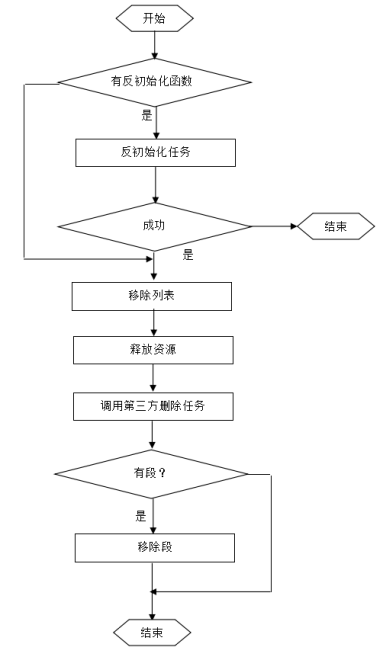 开始
有反初始化函数
是
反初始化任务
成功
结束
是
移除列表
释放资源
调用第三方删除任务
有段？
是
移除段
结束